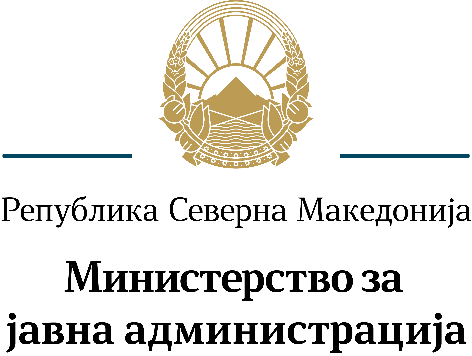 Република Северна Македонија
Министерство за
јавна администрација